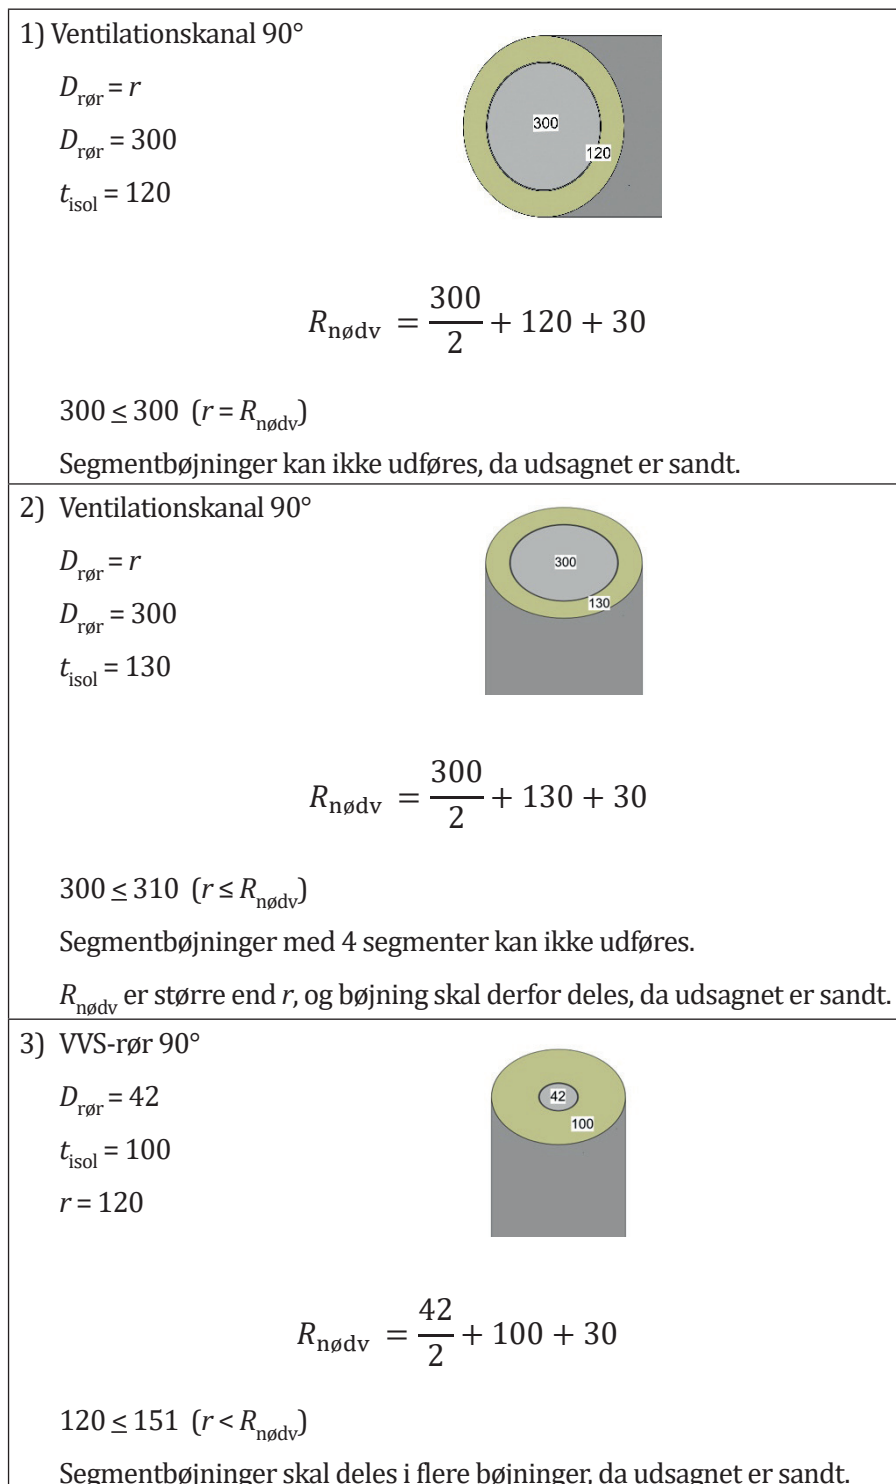 1) Ventilationskanal 90°
D_rør = r
D_rør = 300
t_isol = 120
300
120
R_nødv = 300/2 + 120 + 30
300 ≤ 300 (r = R_nødv)
Segmentbøjninger kan ikke udføres, da udsagnet er sandt.
2) Ventilationskanal 90°
D_rør = r
D_rør = 300
t_isol = 130
300
130
R_nødv = 300/2 + 130 + 30
300 ≤ 310 (r ≤ R_nødv)
Segmentbøjninger med 4 segmenter kan ikke udføres.
R_nødv er større end r, og bøjning skal derfor deles, da udsagnet er sandt.
3) VVS-rør 90°
D_rør = 42
t_isol = 100
r = 120
42
100
R_nødv = 42/2 + 100 + 30
120 ≤ 151 (r < R_nødv)
Segmentbøjninger skal deles i flere bøjninger, da udsagnet er sandt.